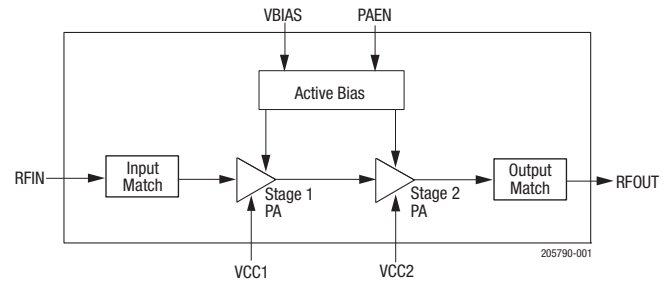 VBIAS
PAEN
Active Bias
RFIN
Input
Match
Stage 1
PA
Stage 2
PA
Output
Match
RFOUT
VCC1
VCC2
205790-001